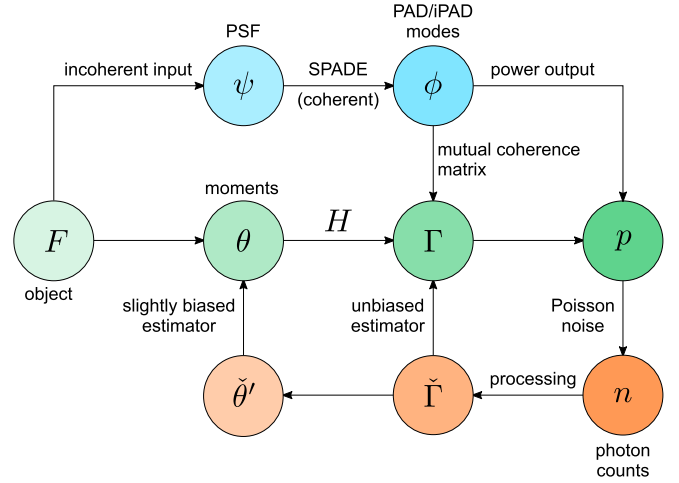 PAD/iPAD
modes
PSF
incoherent input
ψ
SPADE
(coherent)
ϕ
power output
mutual coherence
matrix
moments
F
θ
H
Γ
p
object
slightly biased
estimator
unbiased
estimator
Poisson
noise
θ̌′
Γ̌
processing
n
photon
counts